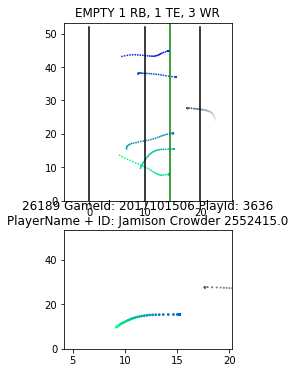 EMPTY 1 RB, 1 TE, 3 WR
50
40
30
20
10
0
0 10 20
26189 GameId: 2017101506 PlayId: 3636
PlayerName + ID: Jamison Crowder 2552415.0
40
20
0
5 10 15 20